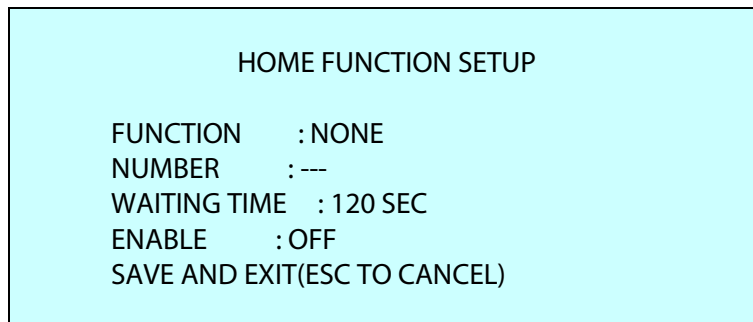 HOME FUNCTION SETUP
FUNCTION : NONE
NUMBER : ---
WAITING TIME : 120 SEC
ENABLE : OFF
SAVE AND EXIT(ESC TO CANCEL)